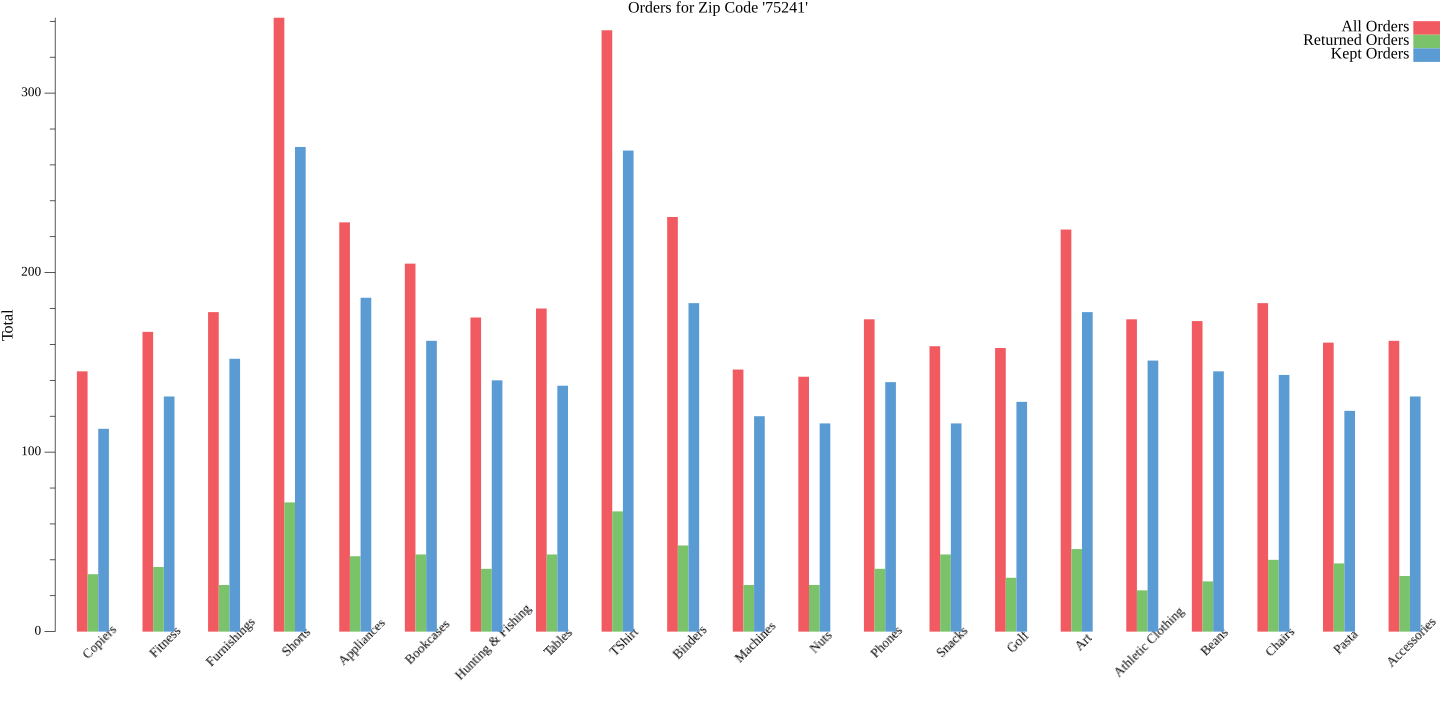 Orders for Zip Code '75241'
All Orders
Returned Orders
Kept Orders
Total
300
200
100
0
Copiers
Fitness
Furnishings
Shorts
Appliances
Bookcases
Hunting & Fishing
Tables
TShirt
Binders
Machines
Nuts
Phones
Snacks
Golf
Art
Athletic Clothing
Beans
Chairs
Pasta
Accessories